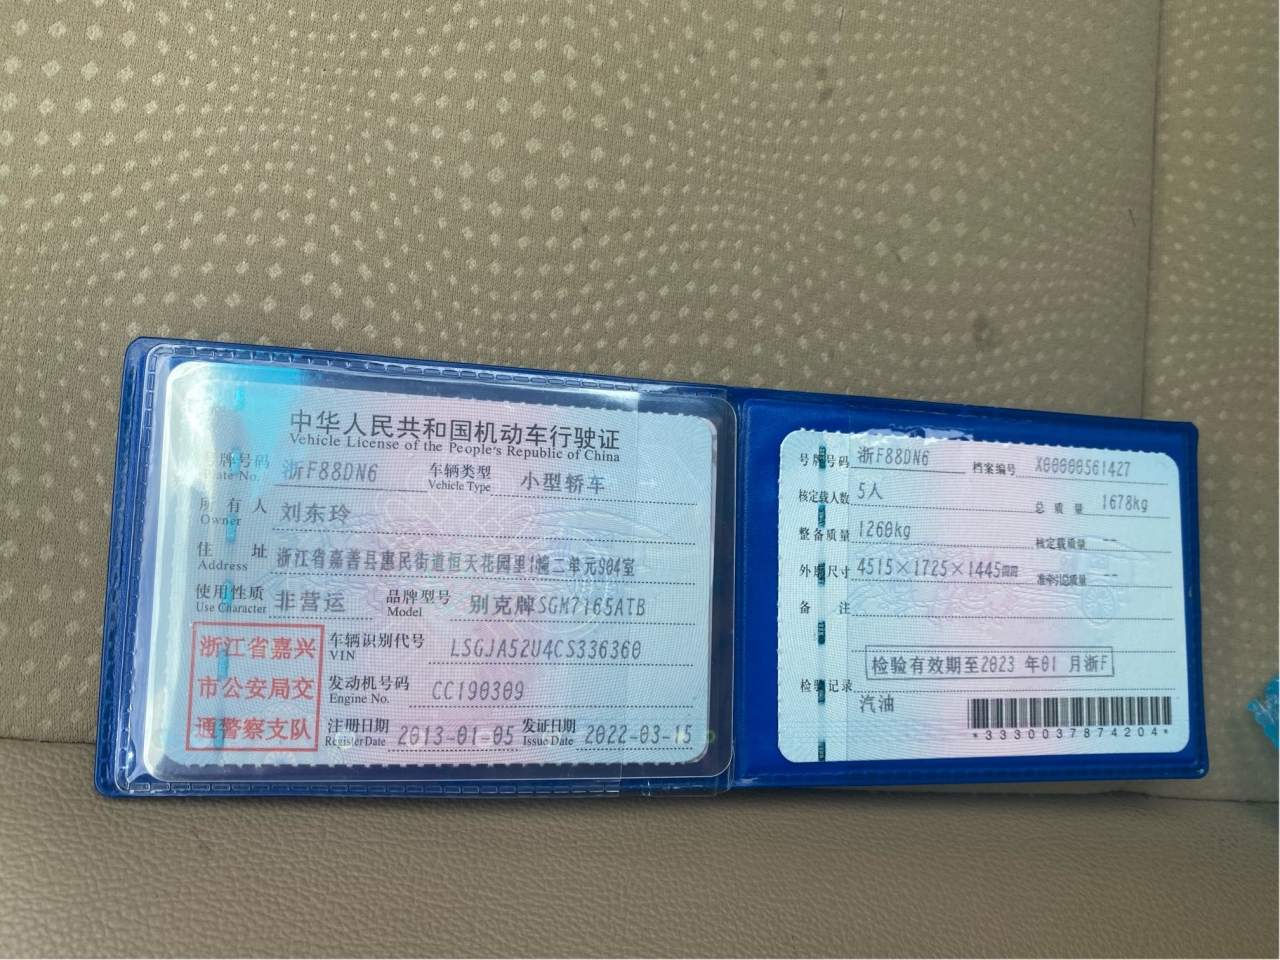 中华人民共和国机动车行驶证
Vehicle License of the People's Republic of China
号牌号码 浙F88DN6 车辆类型 小型轿车
Plate No. Vehicle Type
所有人 刘东玲
Owner
住址 浙江省嘉善县惠民街道恒天花园里1幢二单元904室
Address
使用性质 非营运 品牌型号 别克牌SGM7165ATB
Use Character Model
浙江省嘉兴
市公安局交
通警察支队
车辆识别代号 LSGJA52U4CS336360
VIN
发动机号码 CC190309
Engine No.
注册日期 2013-01-05 发证日期 2022-03-15
Register Date Issue Date
号牌号码 浙F88DN6 档案编号 X00000561427
核定载人数 5人 总质量 1678kg
整备质量 1260kg 核定载质量 --
外廓尺寸 4515×1725×1445mm 准牵引总质量 --
备注
检验有效期至2023年01月浙F
检验记录
汽油
*3330037874204*